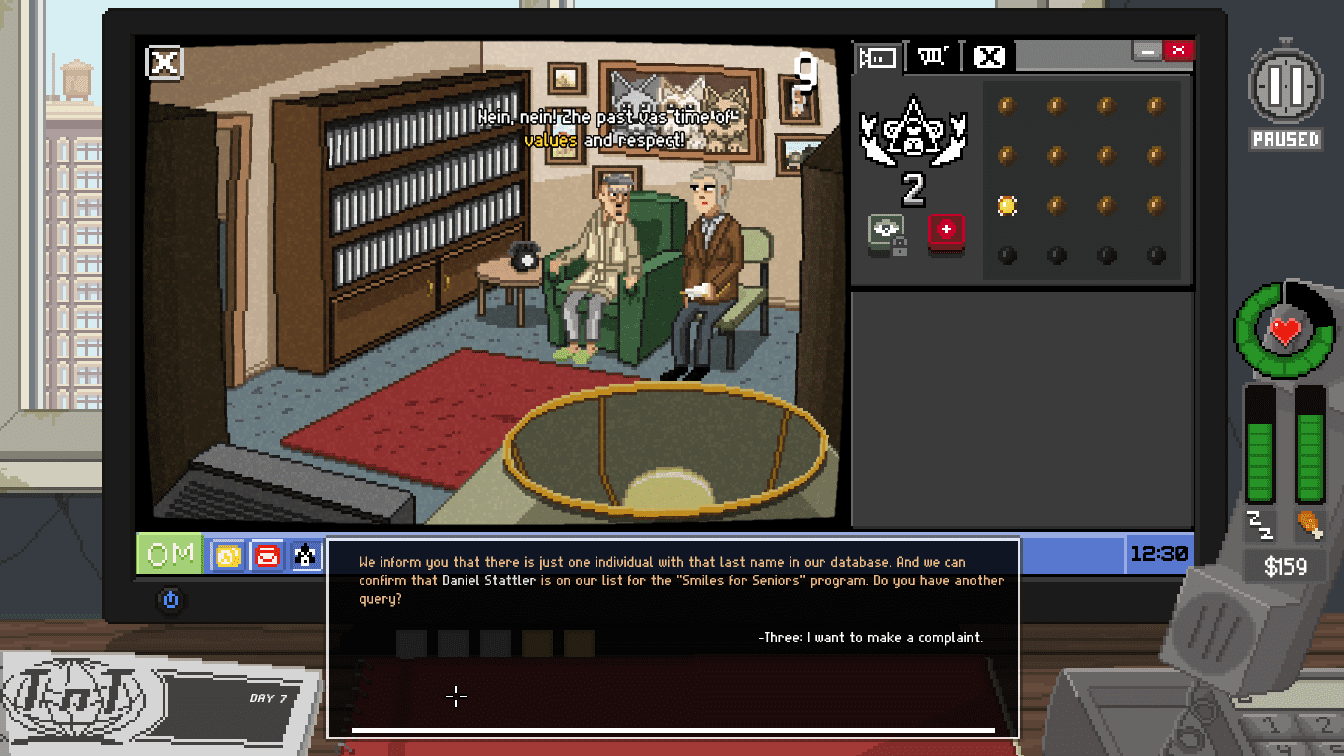 9
Nein, nein! Zhe past vas time of
values and respect!
2
PAUSED
$159
OM
12:30
We inform you that there is just one individual with that last name in our database. And we can
confirm that Daniel Stattler is on our list for the "Smiles for Seniors" program. Do you have another
query?
-Three: I want to make a complaint.
TnT
DAY 7
1 2